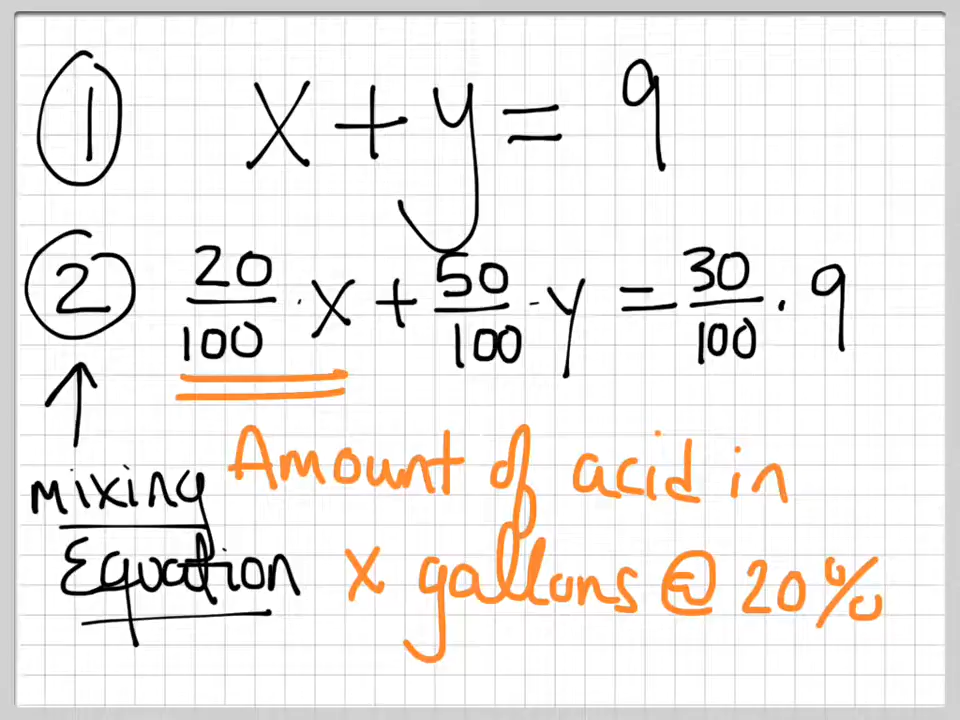 ① x + y = 9
② 20/100 · x + 50/100 · y = 30/100 · 9
↑
mixing
Equation
Amount of acid in
x gallons @ 20%